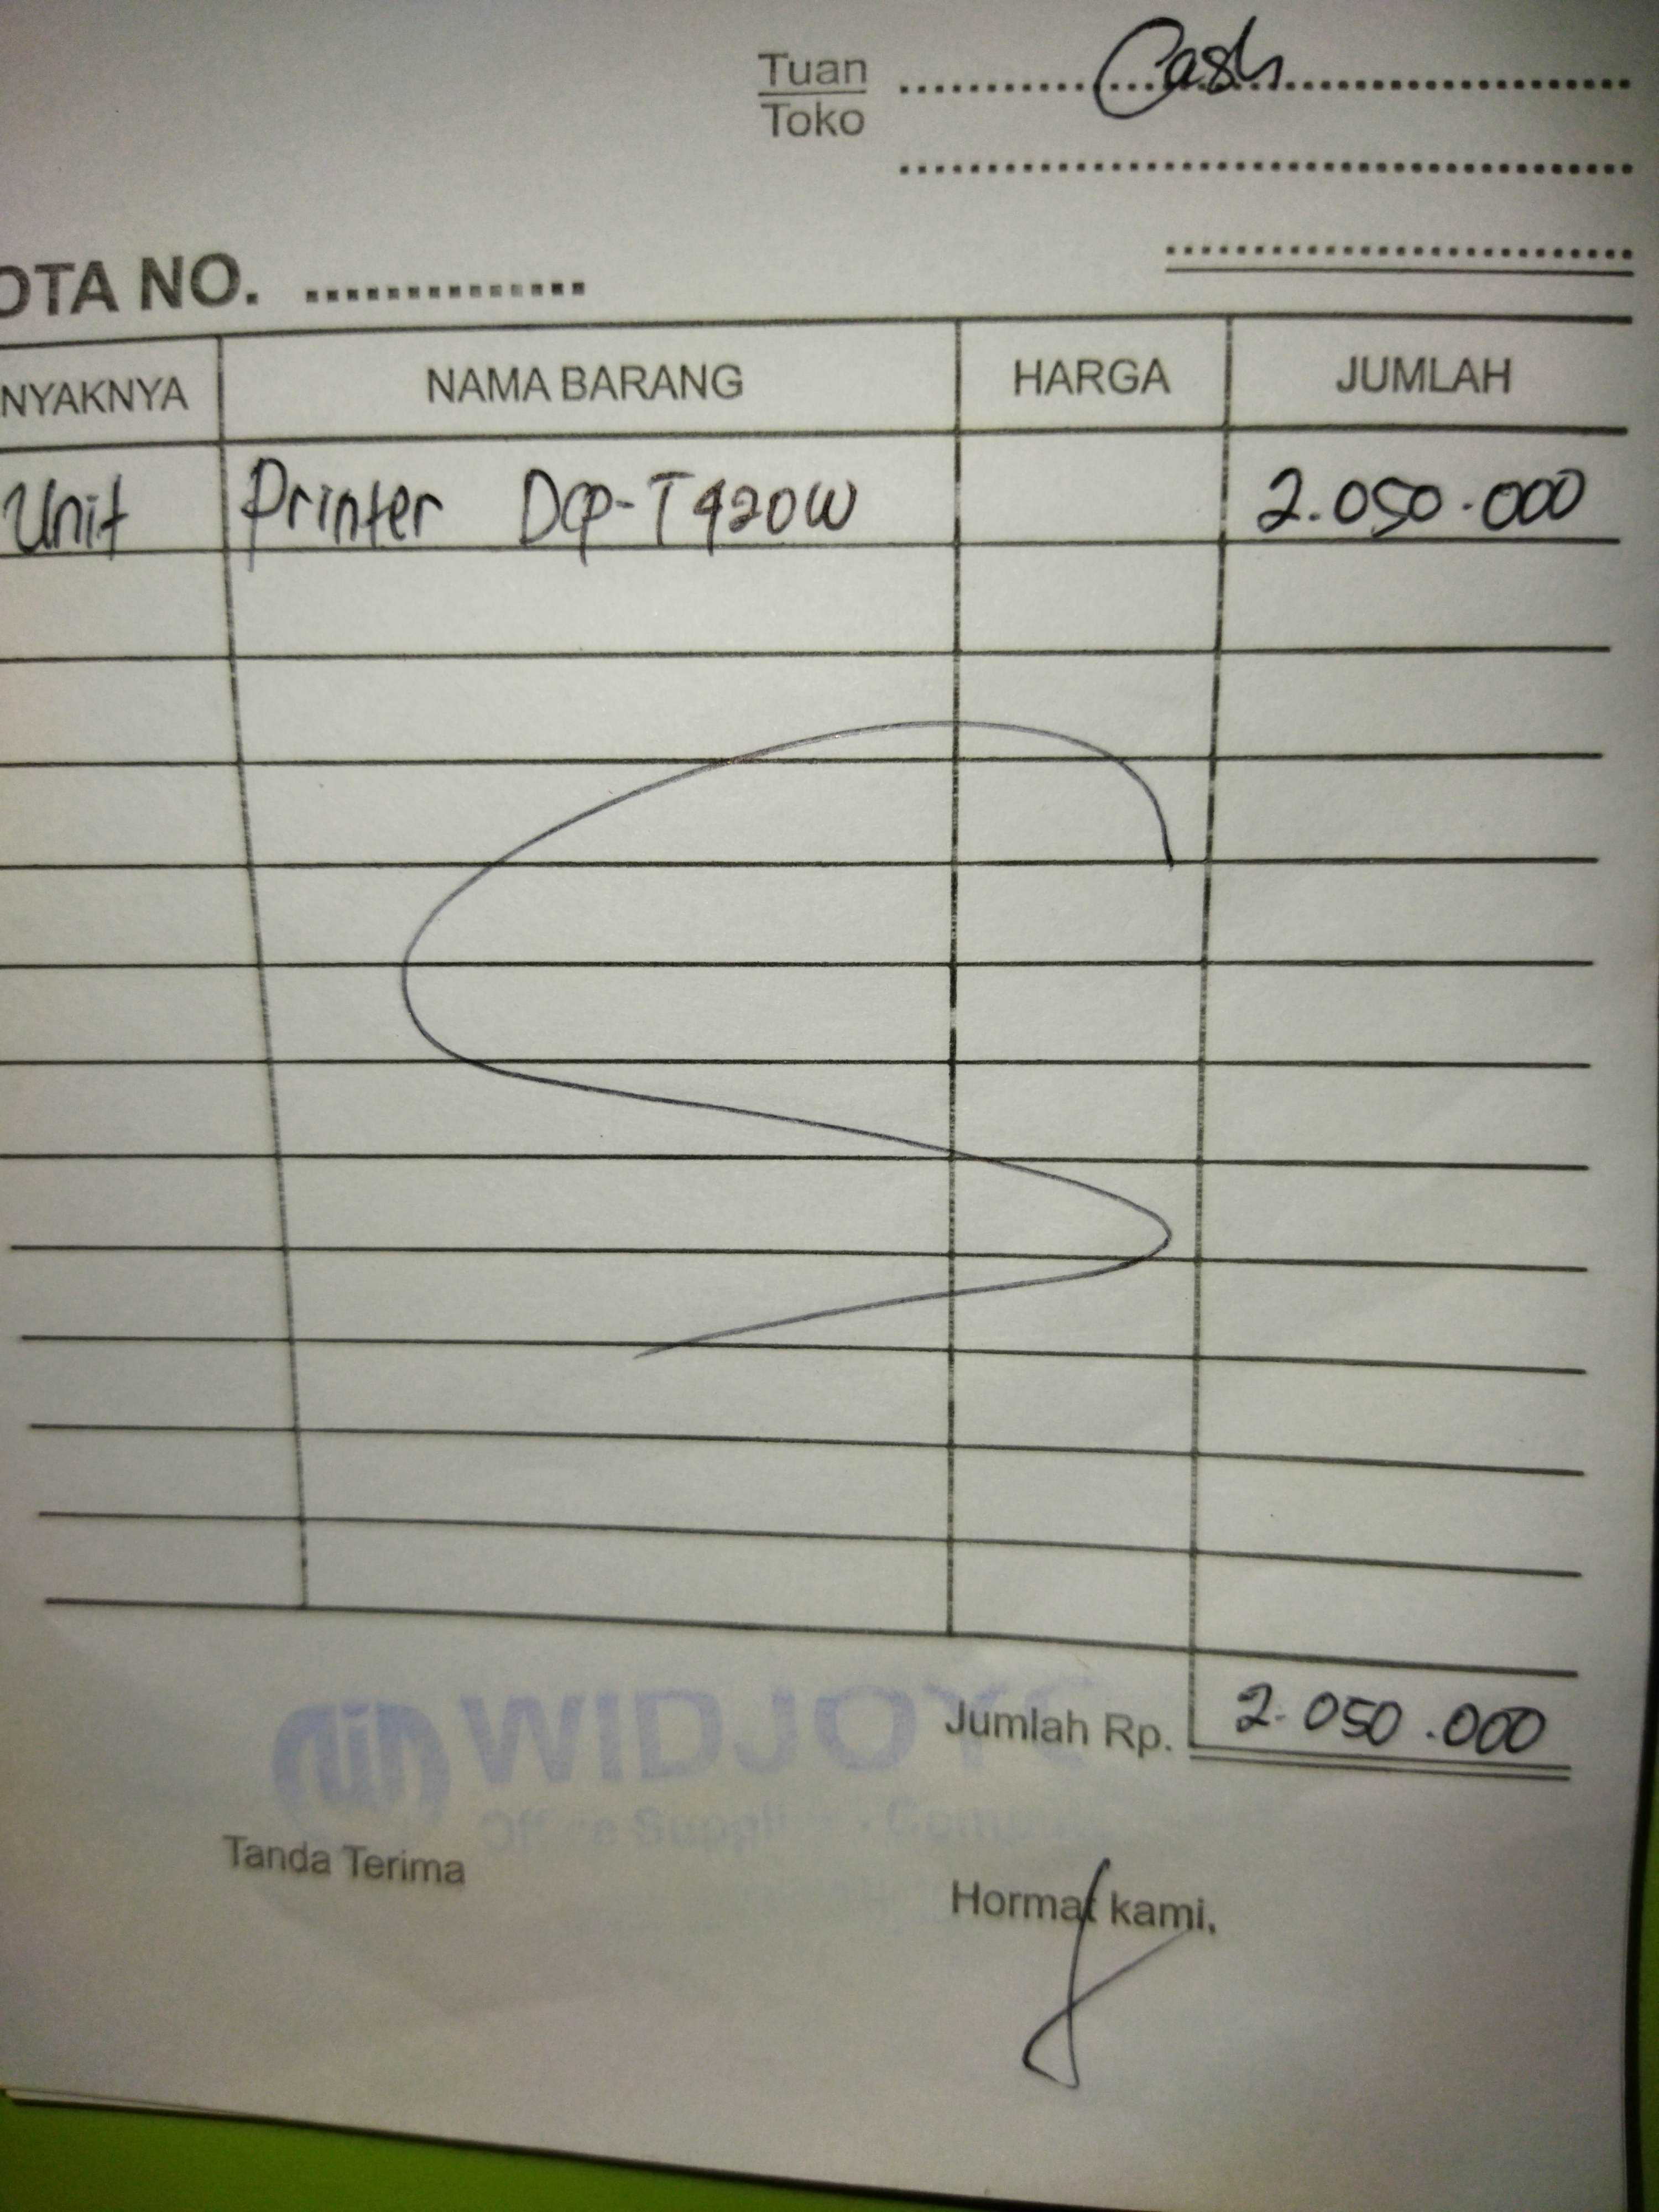 Tuan Cash
Toko
OTA NO.
NYAKNYA NAMA BARANG HARGA JUMLAH
Unit Printer DCP-T420W 2.050.000
WIDJOYO
Jumlah Rp. 2.050.000
Office
Tanda Terima
Hormat kami,